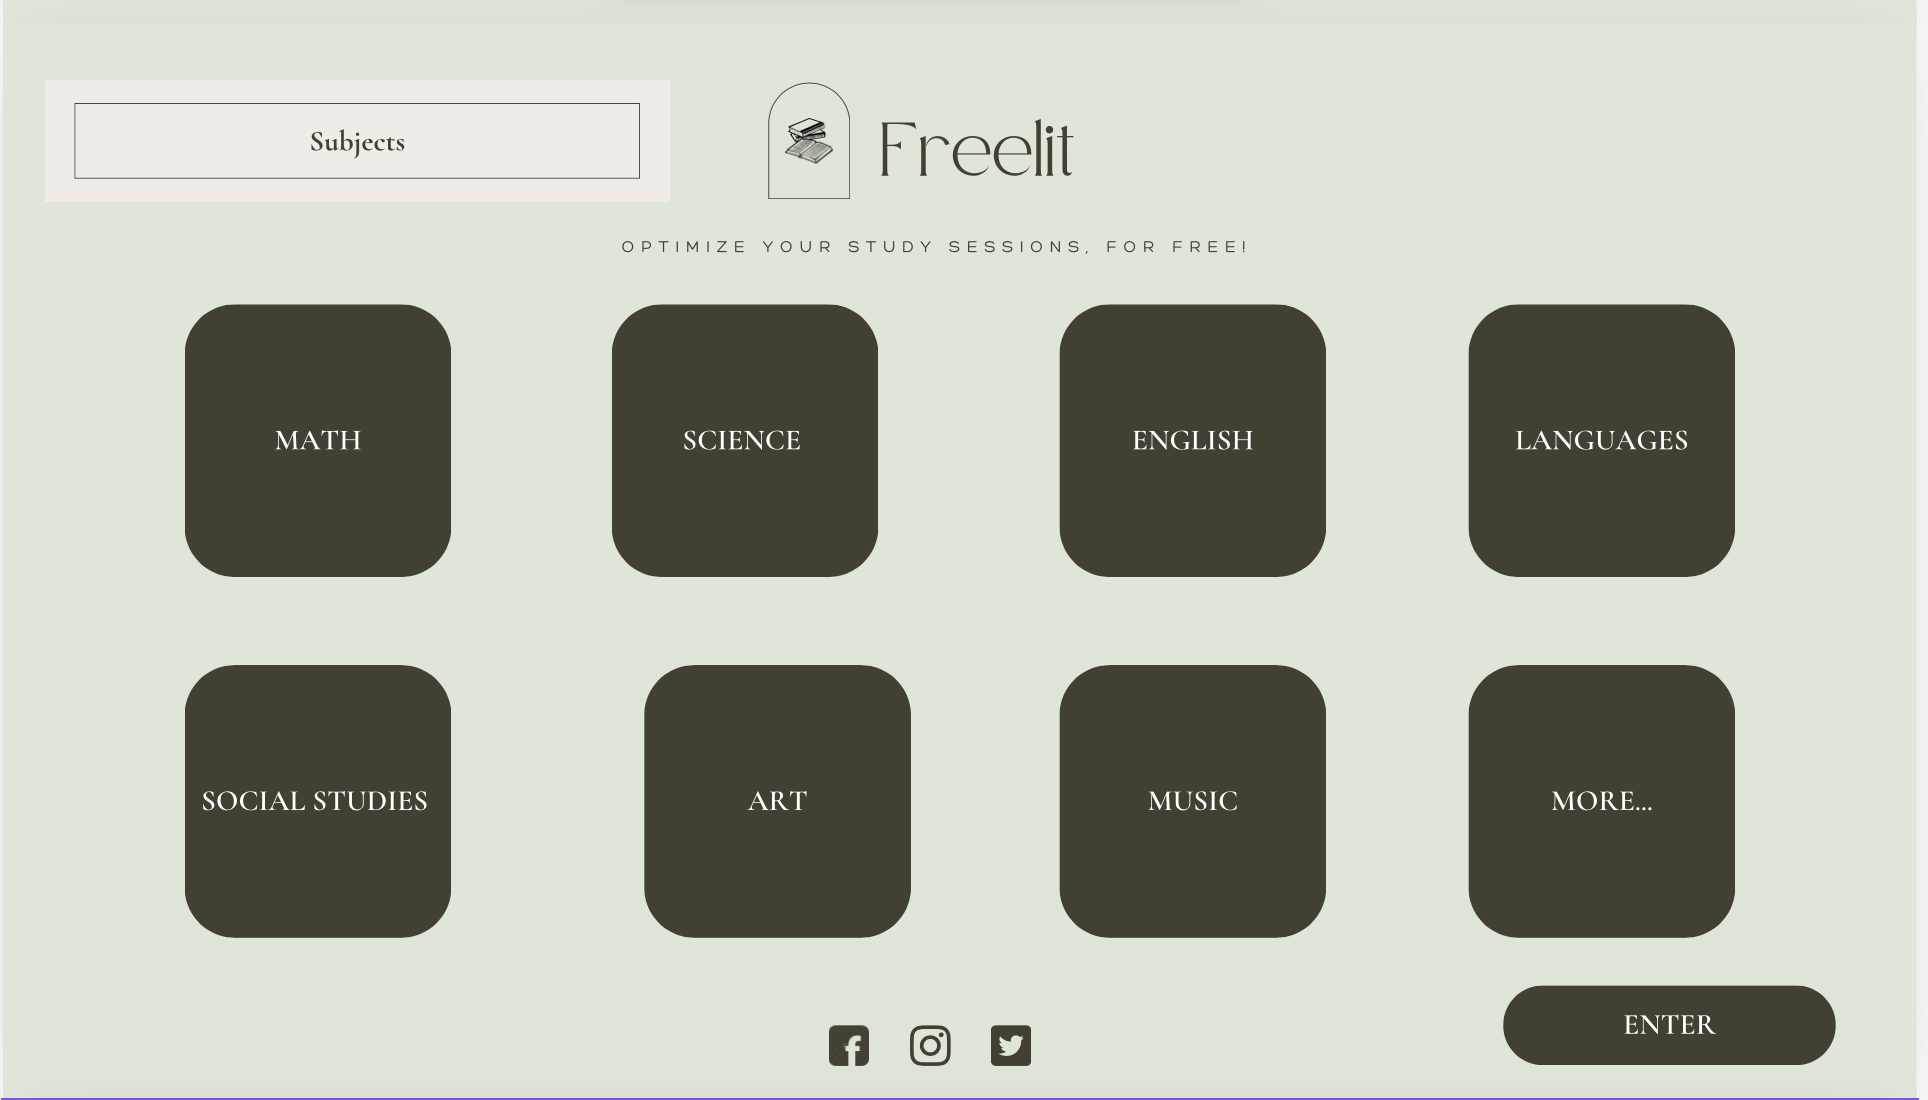 Subjects
Freelit
OPTIMIZE YOUR STUDY SESSIONS, FOR FREE!
MATH
SCIENCE
ENGLISH
LANGUAGES
SOCIAL STUDIES
ART
MUSIC
MORE...
ENTER